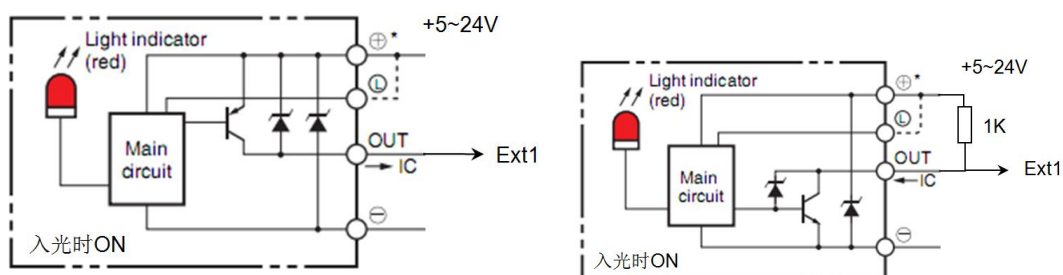 +5~24V
Light indicator
(red)
⊕*
Ⓛ
Main
circuit
OUT
IC
Ext1
⊖
入光时ON
+5~24V
Light indicator
(red)
⊕*
Ⓛ
1K
Main
circuit
OUT
IC
Ext1
⊖
入光时ON